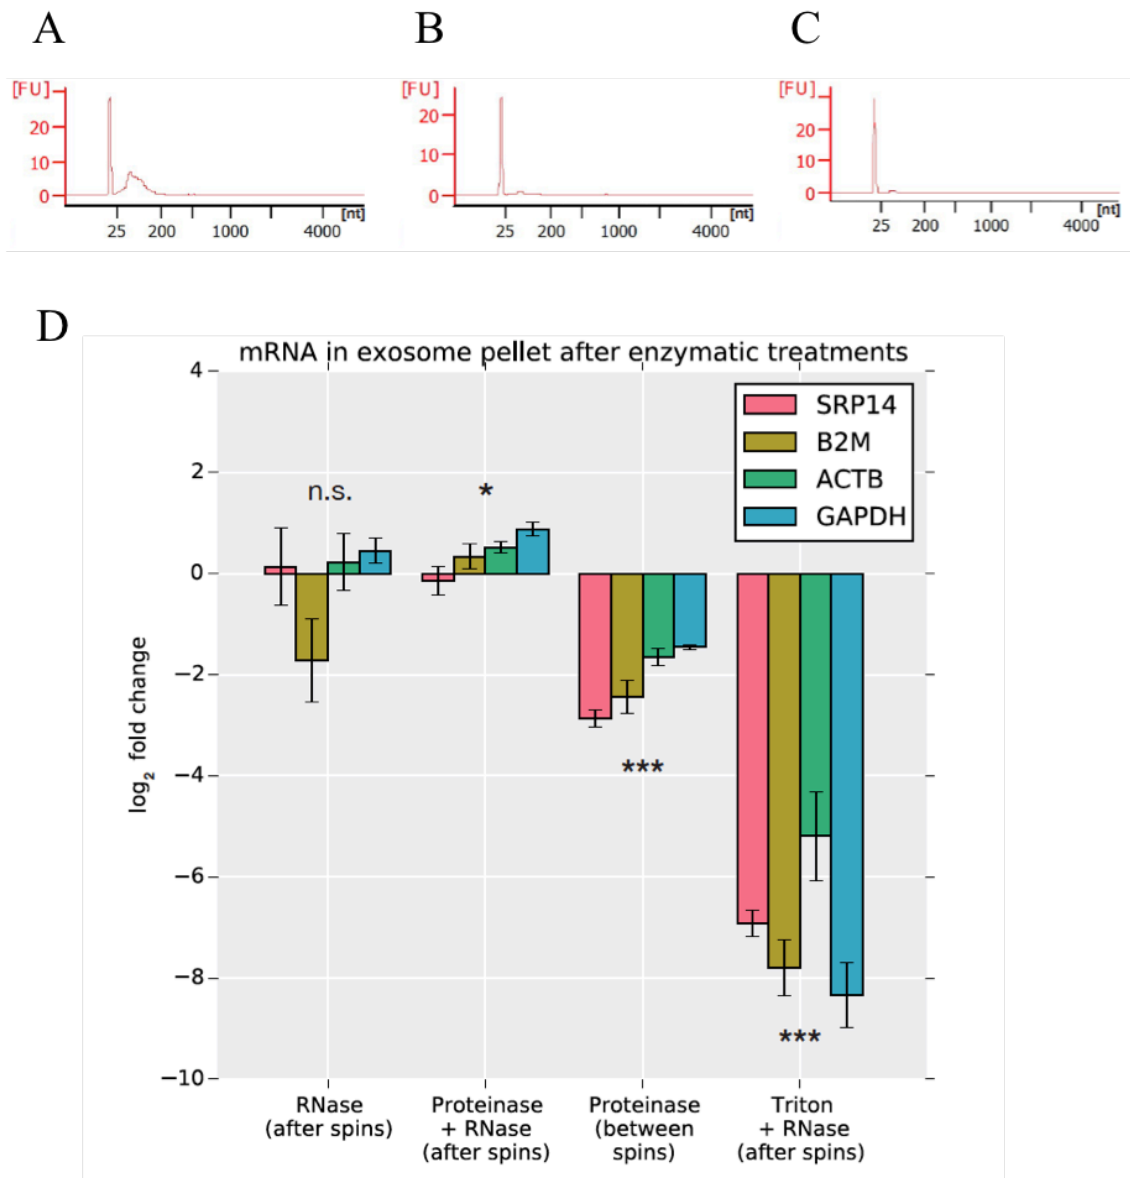 A
B
C
[FU]
20
10
0
25 200 1000 4000
[nt]
[FU]
20
10
0
25 200 1000 4000
[nt]
[FU]
20
10
0
25 200 1000 4000
[nt]
D
mRNA in exosome pellet after enzymatic treatments
4
2
0
−2
−4
−6
−8
−10
log2 fold change
SRP14
B2M
ACTB
GAPDH
n.s.
*
***
***
RNase
(after spins)
Proteinase
+ RNase
(after spins)
Proteinase
(between
spins)
Triton
+ RNase
(after spins)